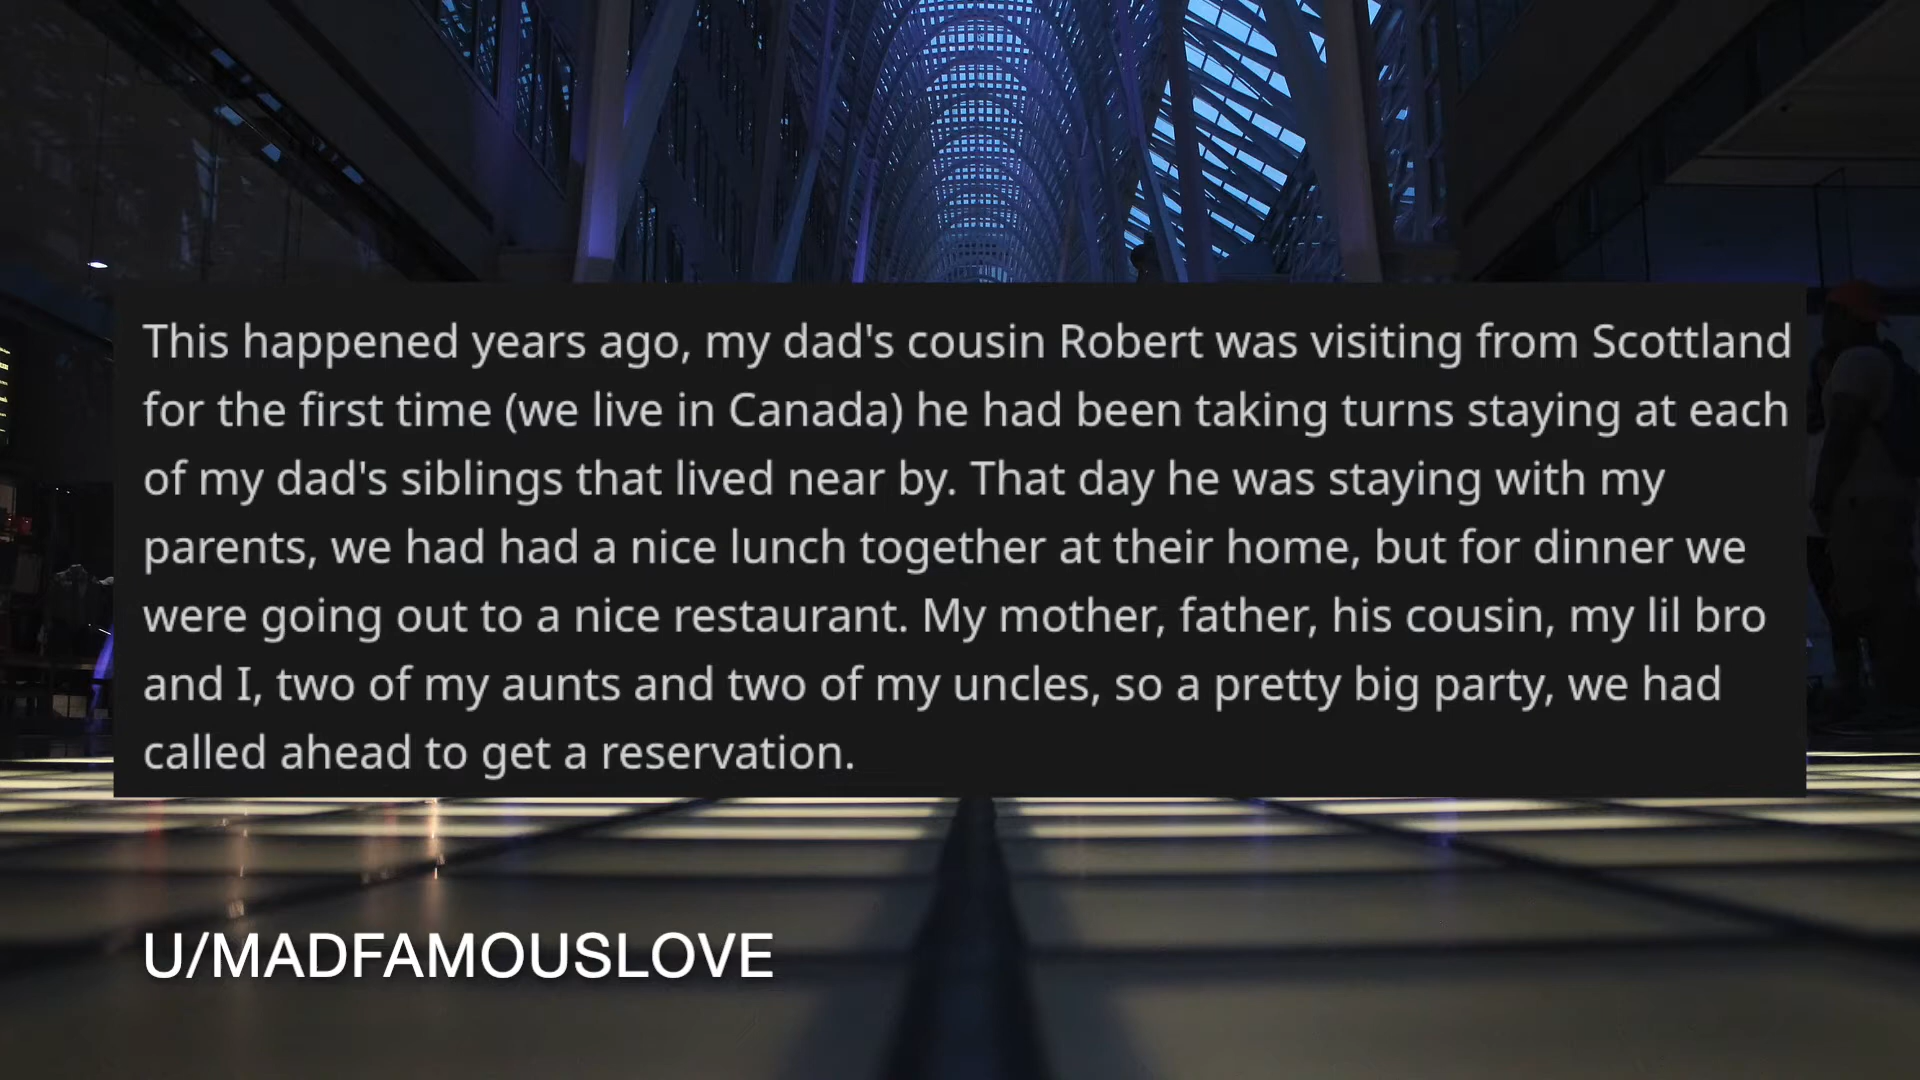 This happened years ago, my dad's cousin Robert was visiting from Scottland
for the first time (we live in Canada) he had been taking turns staying at each
of my dad's siblings that lived near by. That day he was staying with my
parents, we had had a nice lunch together at their home, but for dinner we
were going out to a nice restaurant. My mother, father, his cousin, my lil bro
and I, two of my aunts and two of my uncles, so a pretty big party, we had
called ahead to get a reservation.
U/MADFAMOUSLOVE